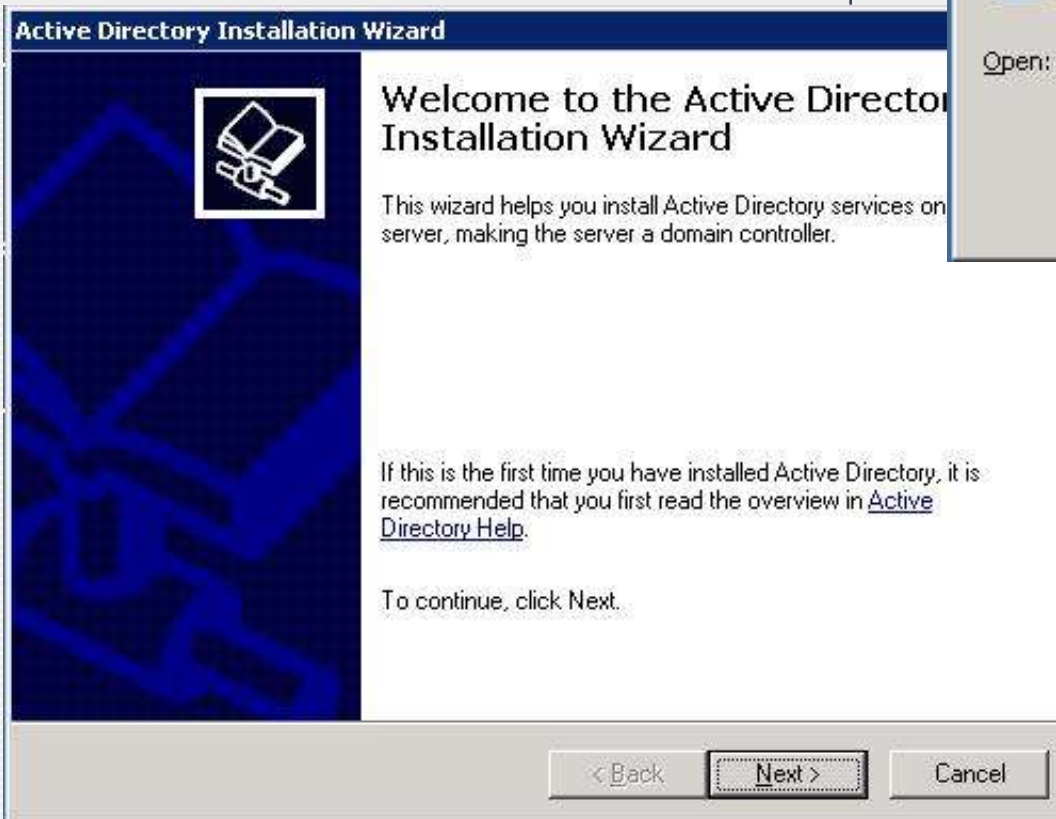 Active Directory Installation Wizard
Open:
Welcome to the Active
Installation Wizard
This wizard helps you install Active Directory services on
server, making the server a domain controller.
If this is the first time you have installed Active Directory, it is
recommended that you first read the overview in Active
Directory Help.
To continue, click Next.
< Back Next > Cancel